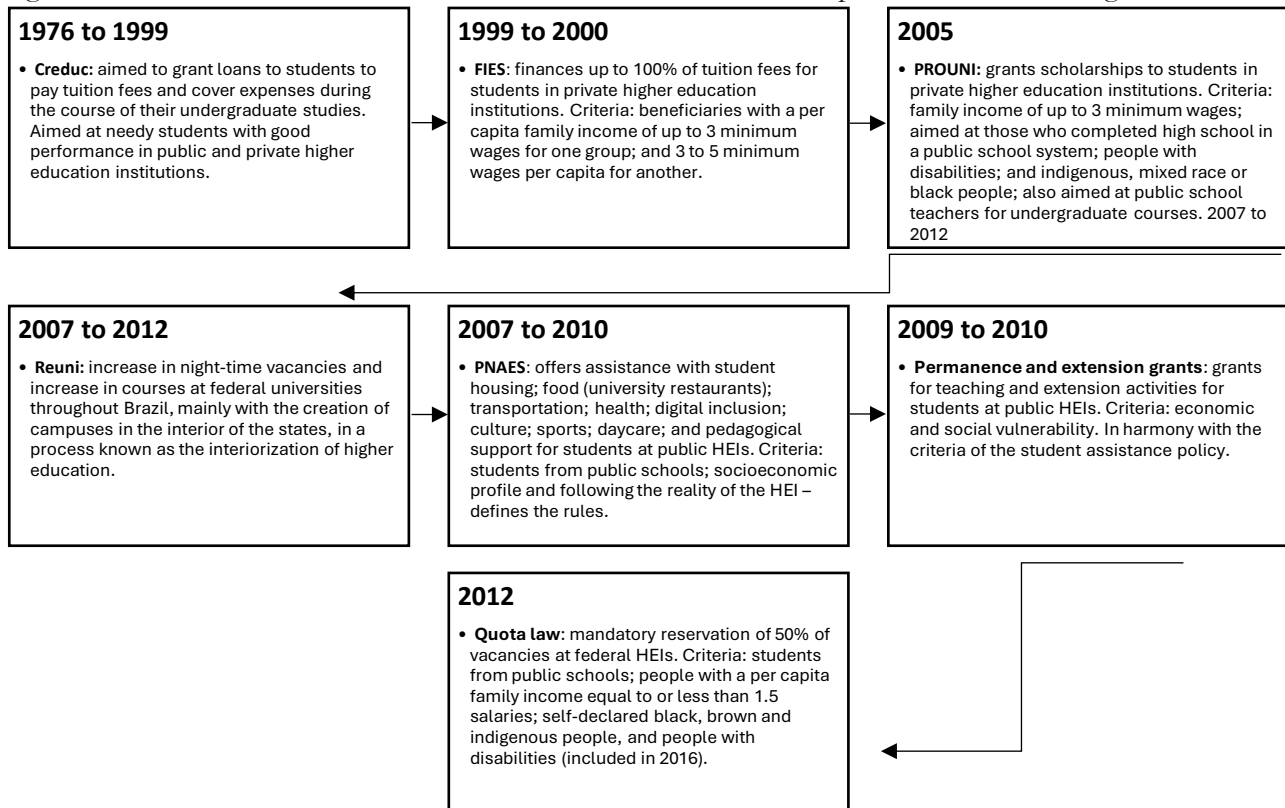 1976 to 1999
• Creduc: aimed to grant loans to students to
pay tuition fees and cover expenses during
the course of their undergraduate studies.
Aimed at needy students with good
performance in public and private higher
education institutions.
1999 to 2000
• FIES: finances up to 100% of tuition fees for
students in private higher education
institutions. Criteria: beneficiaries with a per
capita family income of up to 3 minimum
wages for one group; and 3 to 5 minimum
wages per capita for another.
2005
• PROUNI: grants scholarships to students in
private higher education institutions. Criteria:
family income of up to 3 minimum wages;
aimed at those who completed high school in
a public school system; people with
disabilities; and indigenous, mixed race or
black people; also aimed at public school
teachers for undergraduate courses. 2007 to
2012
2007 to 2012
• Reuni: increase in night-time vacancies and
increase in courses at federal universities
throughout Brazil, mainly with the creation of
campuses in the interior of the states, in a
process known as the interiorization of higher
education.
2007 to 2010
• PNAES: offers assistance with student
housing; food (university restaurants);
transportation; health; digital inclusion;
culture; sports; daycare; and pedagogical
support for students at public HEIs. Criteria:
students from public schools; socioeconomic
profile and following the reality of the HEI –
defines the rules.
2009 to 2010
• Permanence and extension grants: grants
for teaching and extension activities for
students at public HEIs. Criteria: economic
and social vulnerability. In harmony with the
criteria of the student assistance policy.
2012
• Quota law: mandatory reservation of 50% of
vacancies at federal HEIs. Criteria: students
from public schools; people with a per capita
family income equal to or less than 1.5
salaries; self-declared black, brown and
indigenous people, and people with
disabilities (included in 2016).